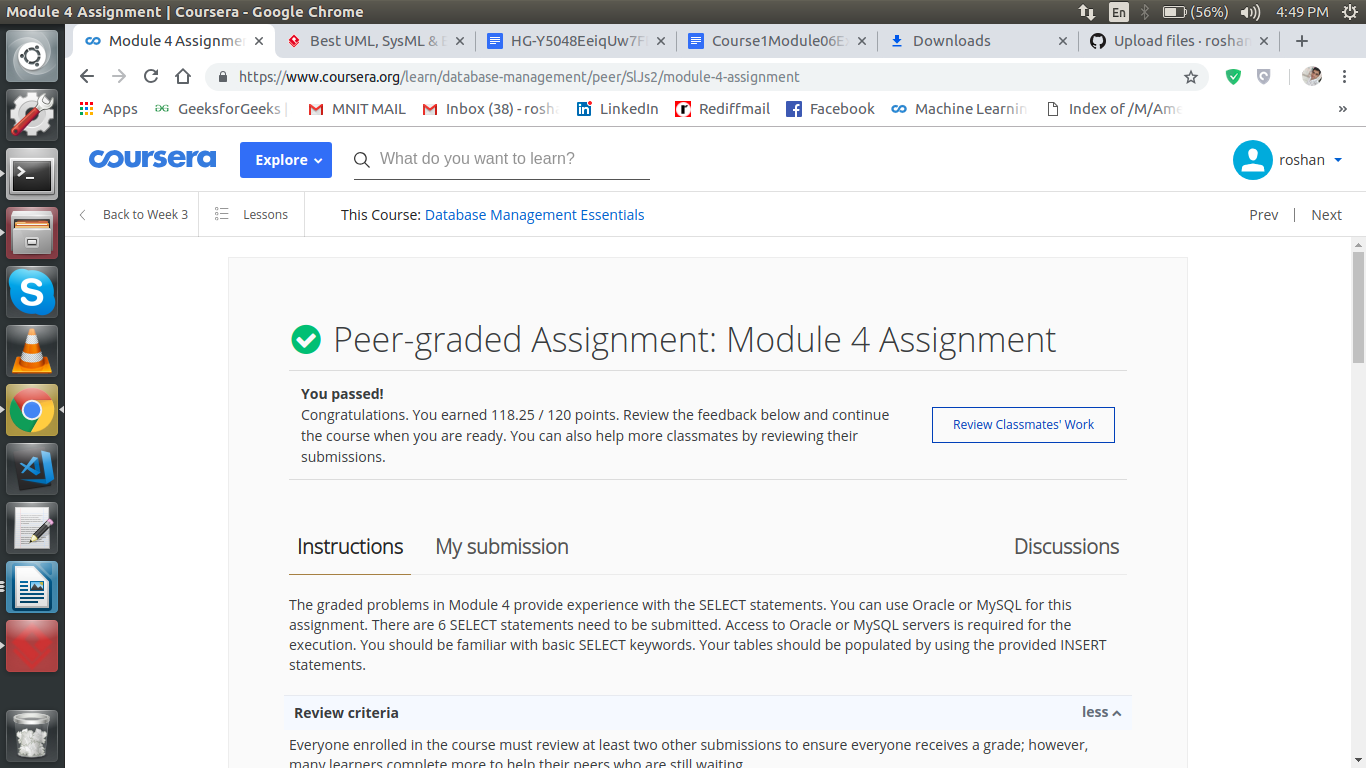 Module 4 Assignment | Coursera - Google Chrome
En
(56%)
4:49 PM
Module 4 Assignme
Best UML, SysML & 
HG-Y5048EeiqUw7F
Course1Module06E
Downloads
Upload files · roshan
https://www.coursera.org/learn/database-management/peer/SlJs2/module-4-assignment
Apps
GeeksforGeeks |
MNIT MAIL
Inbox (38) - rosh
LinkedIn
Rediffmail
Facebook
Machine Learnin
Index of /M/Ame
»
coursera
Explore
What do you want to learn?
roshan
Back to Week 3
Lessons
This Course: Database Management Essentials
Prev | Next
Peer-graded Assignment: Module 4 Assignment
You passed!
Congratulations. You earned 118.25 / 120 points. Review the feedback below and continue
the course when you are ready. You can also help more classmates by reviewing their
submissions.
Review Classmates' Work
Instructions
My submission
Discussions
The graded problems in Module 4 provide experience with the SELECT statements. You can use Oracle or MySQL for this
assignment. There are 6 SELECT statements need to be submitted. Access to Oracle or MySQL servers is required for the
execution. You should be familiar with basic SELECT keywords. Your tables should be populated by using the provided INSERT
statements.
Review criteria
less
Everyone enrolled in the course must review at least two other submissions to ensure everyone receives a grade; however,
many learners complete more to help their peers who are still waiting